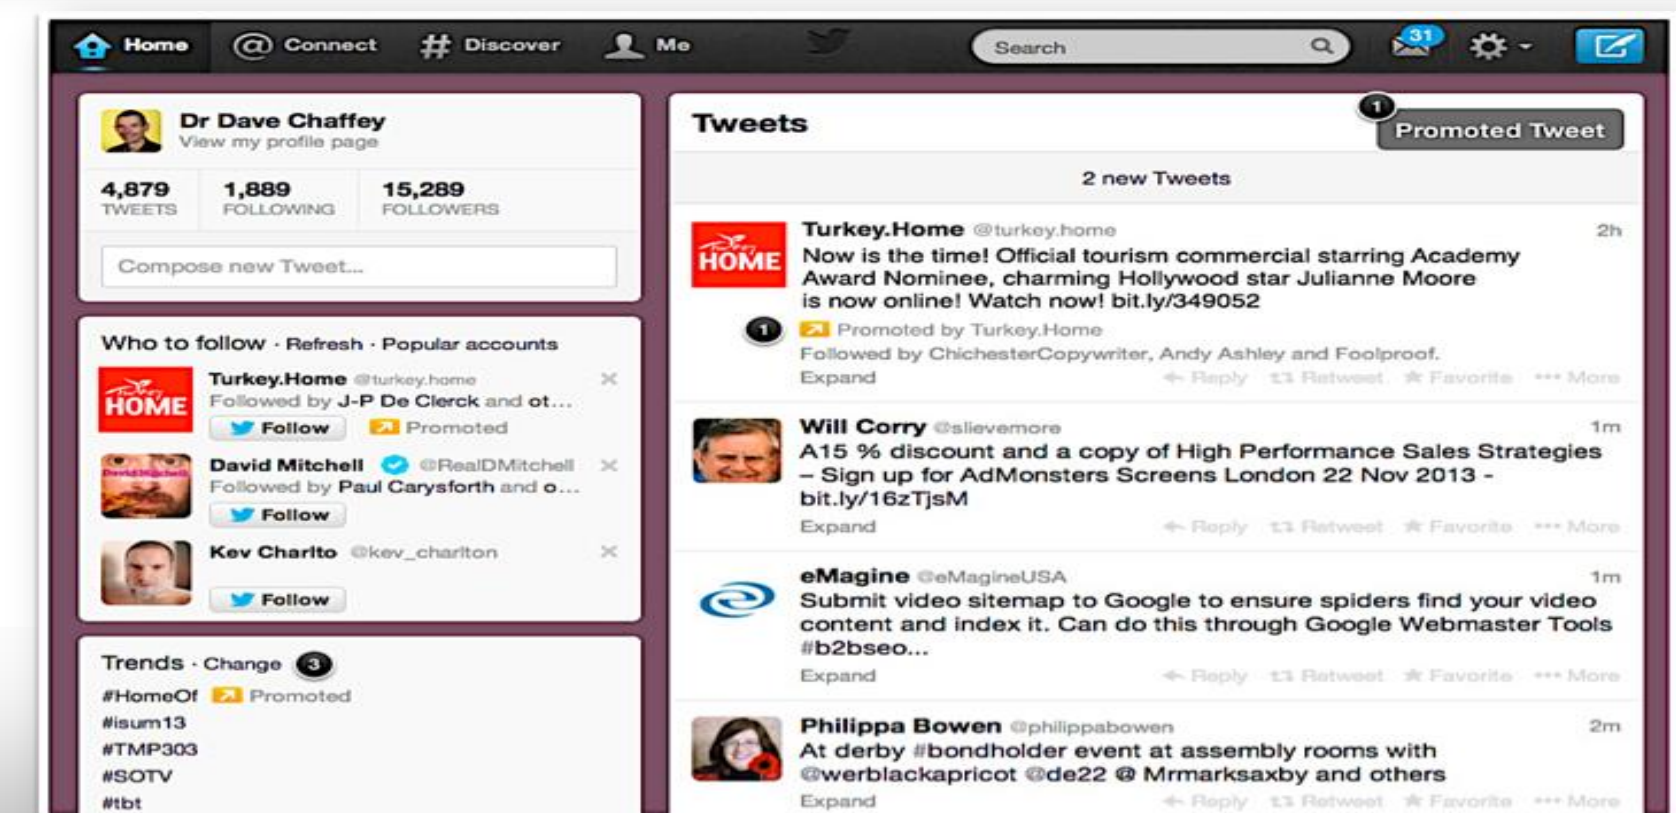 Home Connect Discover Me Search 31
Dr Dave Chaffey
View my profile page
4,879 1,889 15,289
TWEETS FOLLOWING FOLLOWERS
Compose new Tweet...
Who to follow · Refresh · Popular accounts
HOME
Turkey.Home @turkey.home
Followed by J-P De Clerck and ot...
Follow Promoted
David Mitchell @RealDMitchell
Followed by Paul Carysforth and o...
Follow
Kev Charlto @kev_charlton
Follow
Trends · Change 3
#HomeOf Promoted
#isum13
#TMP303
#SOTV
#tbt
Tweets
1 Promoted Tweet
2 new Tweets
HOME
Turkey.Home @turkey.home 2h
Now is the time! Official tourism commercial starring Academy
Award Nominee, charming Hollywood star Julianne Moore
is now online! Watch now! bit.ly/349052
1 Promoted by Turkey.Home
Followed by ChichesterCopywriter, Andy Ashley and Foolproof.
Expand Reply Retweet Favorite ••• More
Will Corry @slievemore 1m
A15 % discount and a copy of High Performance Sales Strategies
– Sign up for AdMonsters Screens London 22 Nov 2013 -
bit.ly/16zTjsM
Expand Reply Retweet Favorite ••• More
eMagine @eMagineUSA 1m
Submit video sitemap to Google to ensure spiders find your video
content and index it. Can do this through Google Webmaster Tools
#b2bseo...
Expand Reply Retweet Favorite ••• More
Philippa Bowen @philippabowen 2m
At derby #bondholder event at assembly rooms with
@werblackapricot @de22 @ Mrmarksaxby and others
Expand Reply Retweet Favorite ••• More